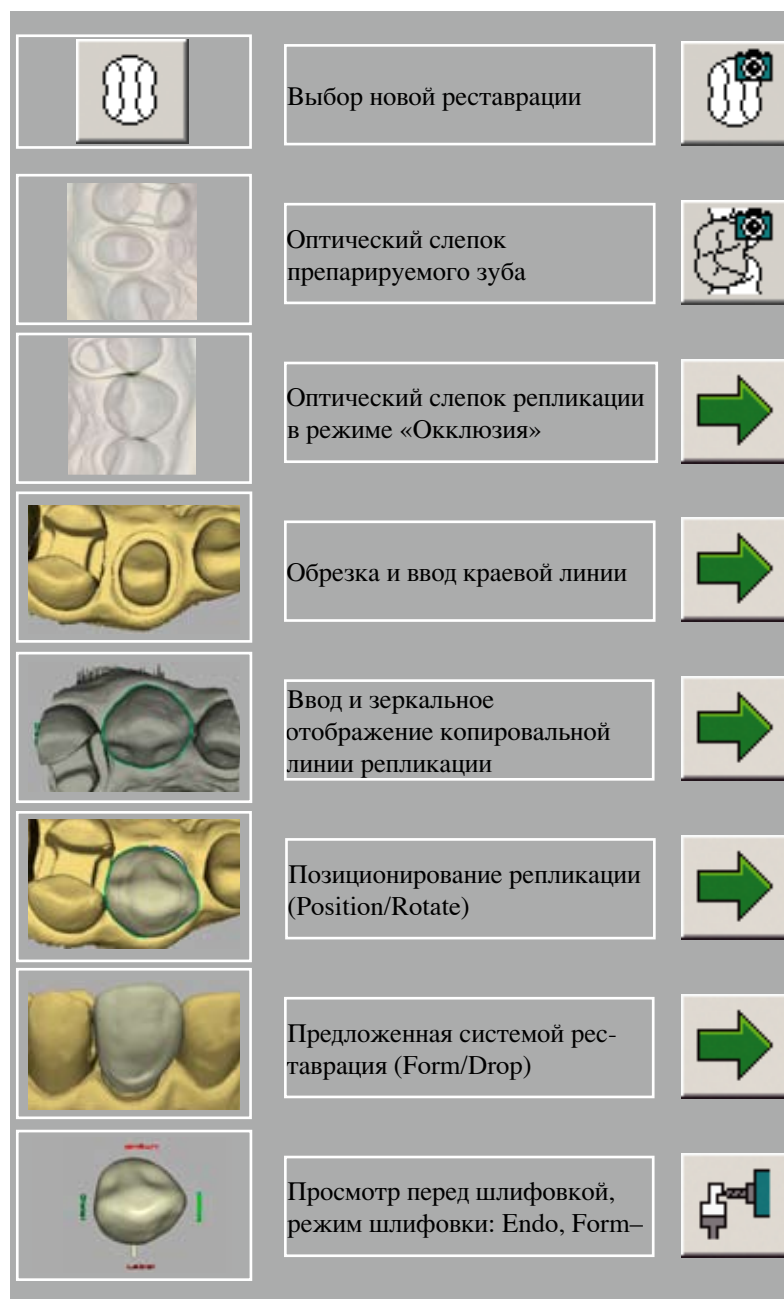 Выбор новой реставрации
Оптический слепок
препарируемого зуба
Оптический слепок репликации
в режиме «Окклюзия»
Обрезка и ввод краевой линии
Ввод и зеркальное
отображение копировальной
линии репликации
Позиционирование репликации
(Position/Rotate)
Предложенная системой рес-
таврация (Form/Drop)
Просмотр перед шлифовкой,
режим шлифовки: Endo, Form–